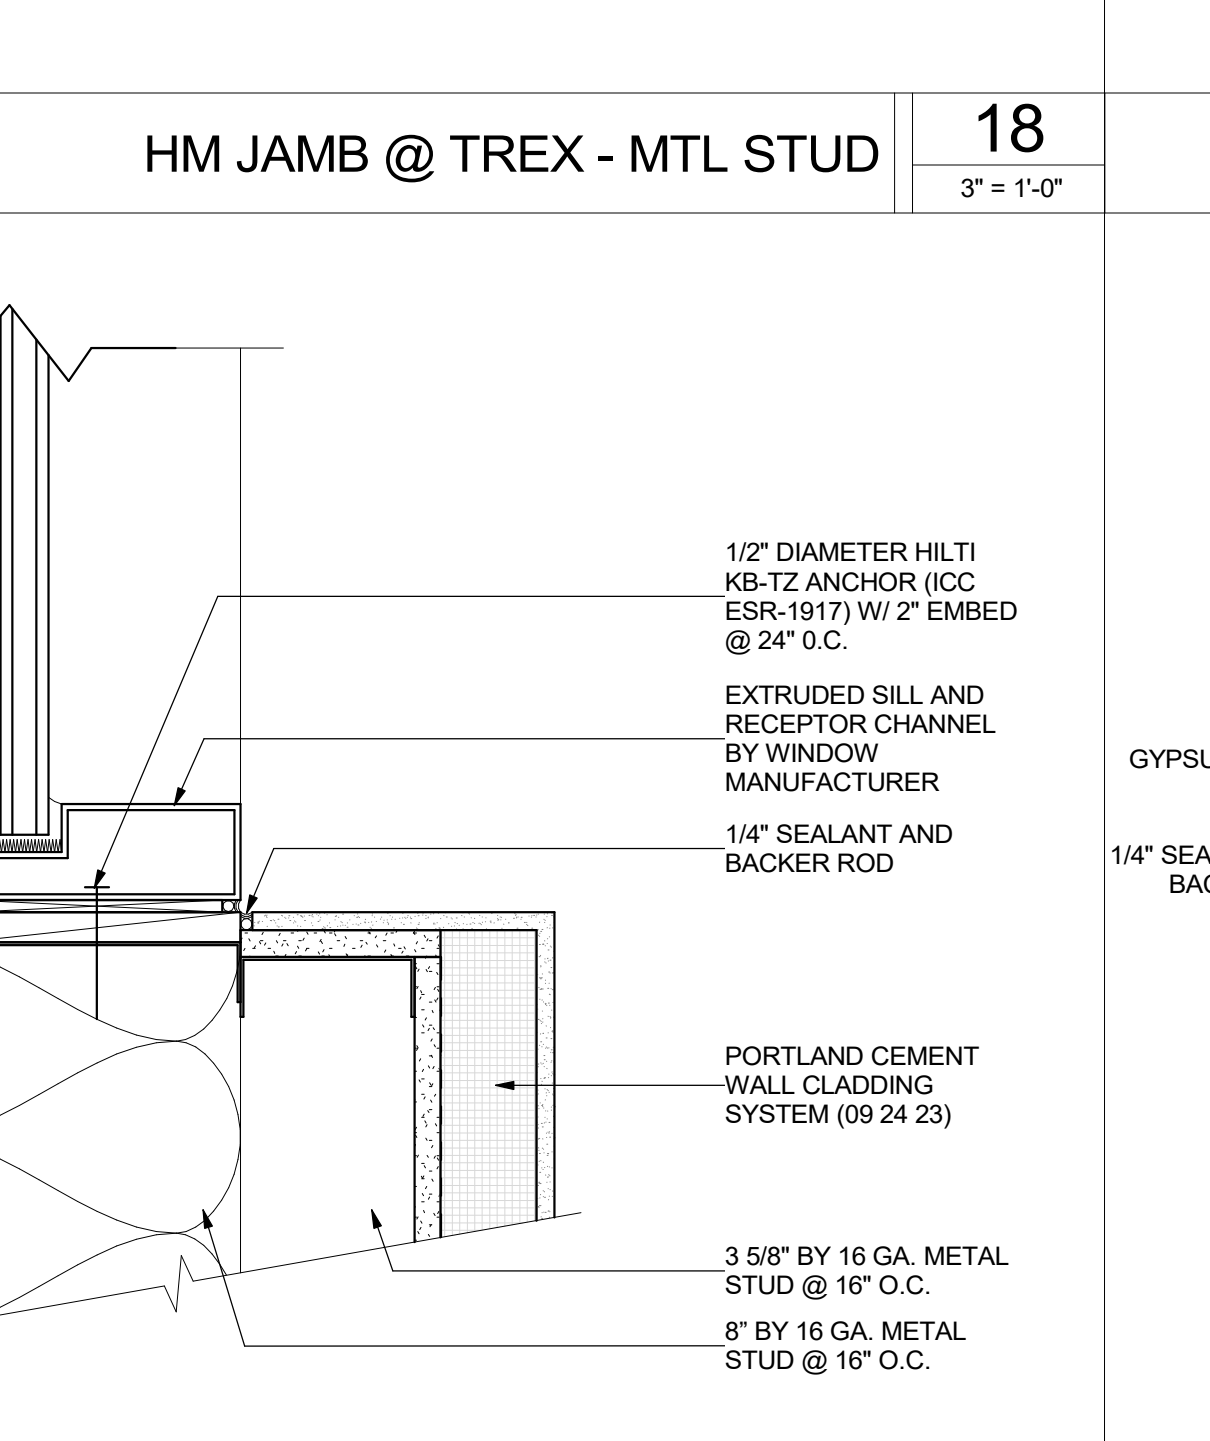 HM JAMB @ TREX - MTL STUD
18
3" = 1'-0"
1/2" DIAMETER HILTI
KB-TZ ANCHOR (ICC
ESR-1917) W/ 2" EMBED
@ 24" 0.C.
EXTRUDED SILL AND
RECEPTOR CHANNEL
BY WINDOW
MANUFACTURER
1/4" SEALANT AND
BACKER ROD
PORTLAND CEMENT
WALL CLADDING
SYSTEM (09 24 23)
3 5/8" BY 16 GA. METAL
STUD @ 16" O.C.
8” BY 16 GA. METAL
STUD @ 16" O.C.
1/4"